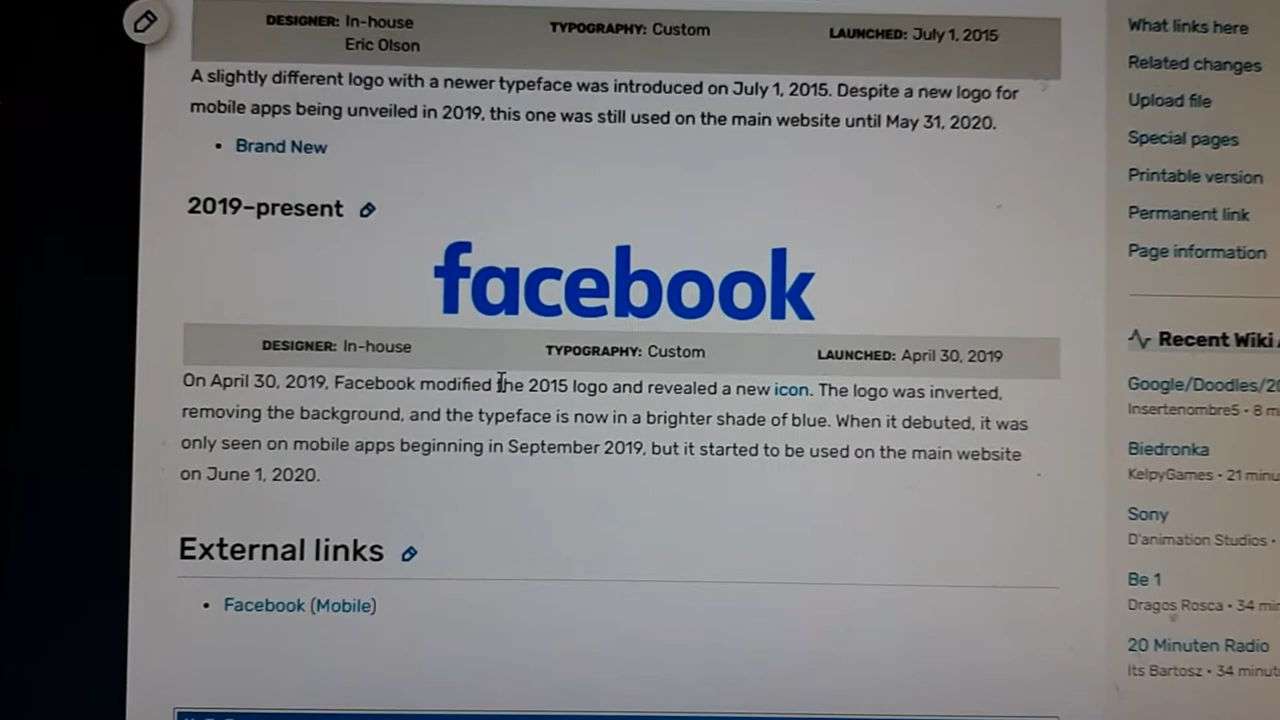 DESIGNER: In-house
Eric Olson
TYPOGRAPHY: Custom
LAUNCHED: July 1, 2015
A slightly different logo with a newer typeface was introduced on July 1, 2015. Despite a new logo for
mobile apps being unveiled in 2019, this one was still used on the main website until May 31, 2020.
• Brand New
2019–present
facebook
DESIGNER: In-house
TYPOGRAPHY: Custom
LAUNCHED: April 30, 2019
On April 30, 2019, Facebook modified the 2015 logo and revealed a new icon. The logo was inverted,
removing the background, and the typeface is now in a brighter shade of blue. When it debuted, it was
only seen on mobile apps beginning in September 2019, but it started to be used on the main website
on June 1, 2020.
External links
• Facebook (Mobile)
What links here
Related changes
Upload file
Special pages
Printable version
Permanent link
Page information
Recent Wiki
Google/Doodles/
Insertenombre5 • 8
Biedronka
KelpyGames • 21
Sony
D'animation Studios •
Be 1
Dragos Rosca • 34
20 Minuten Radio
Its Bartosz • 34